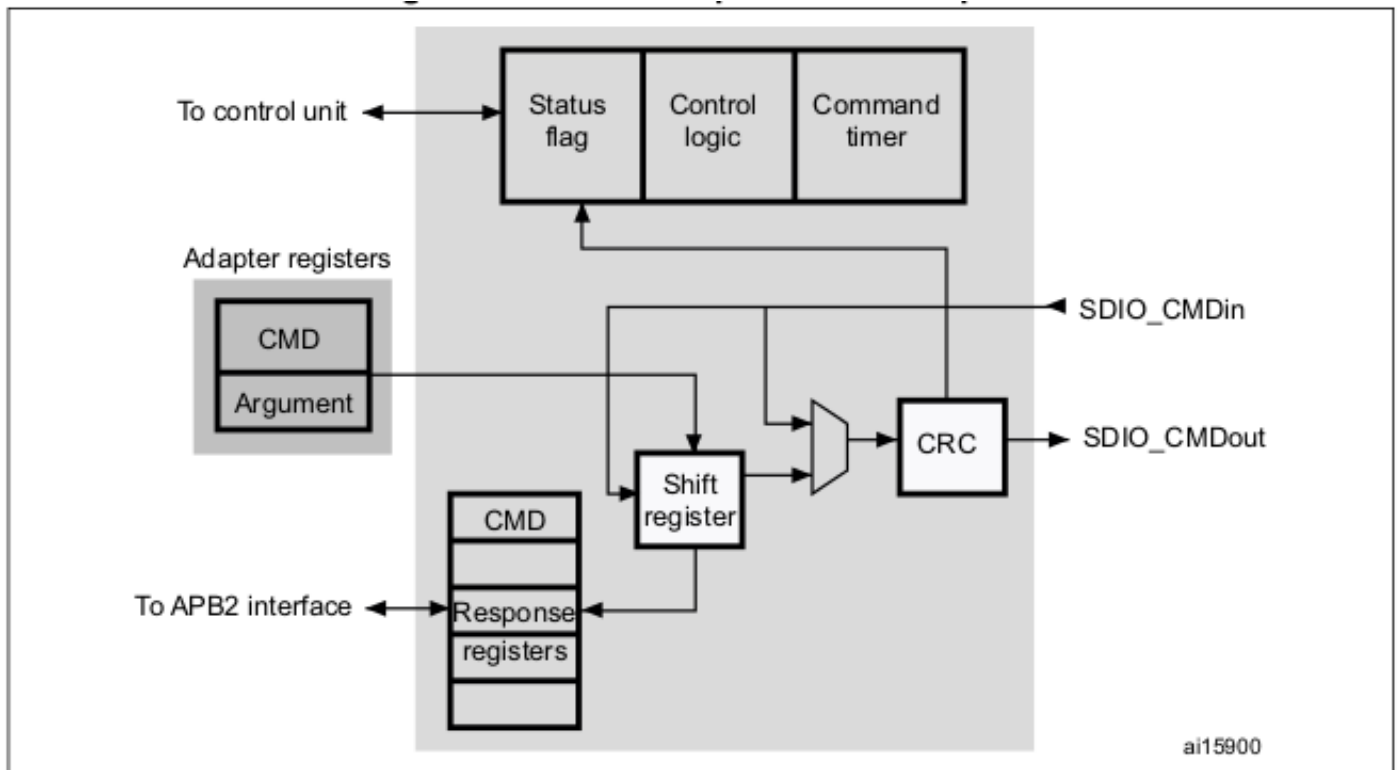 To control unit
Status
flag
Control
logic
Command
timer
Adapter registers
CMD
Argument
SDIO_CMDin
SDIO_CMDout
CRC
Shift
register
CMD
Response
registers
To APB2 interface
ai15900